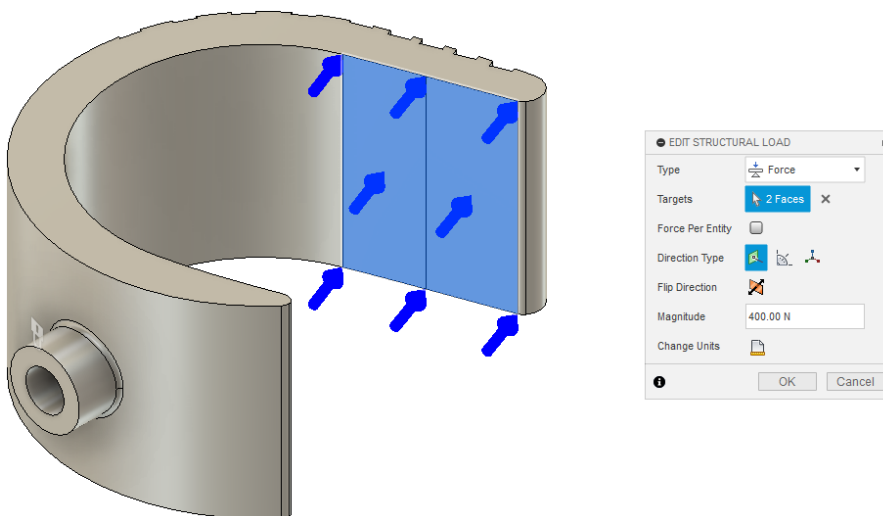 EDIT STRUCTURAL LOAD
Type Force
Targets 2 Faces
Force Per Entity
Direction Type
Flip Direction
Magnitude 400.00 N
Change Units
OK Cancel